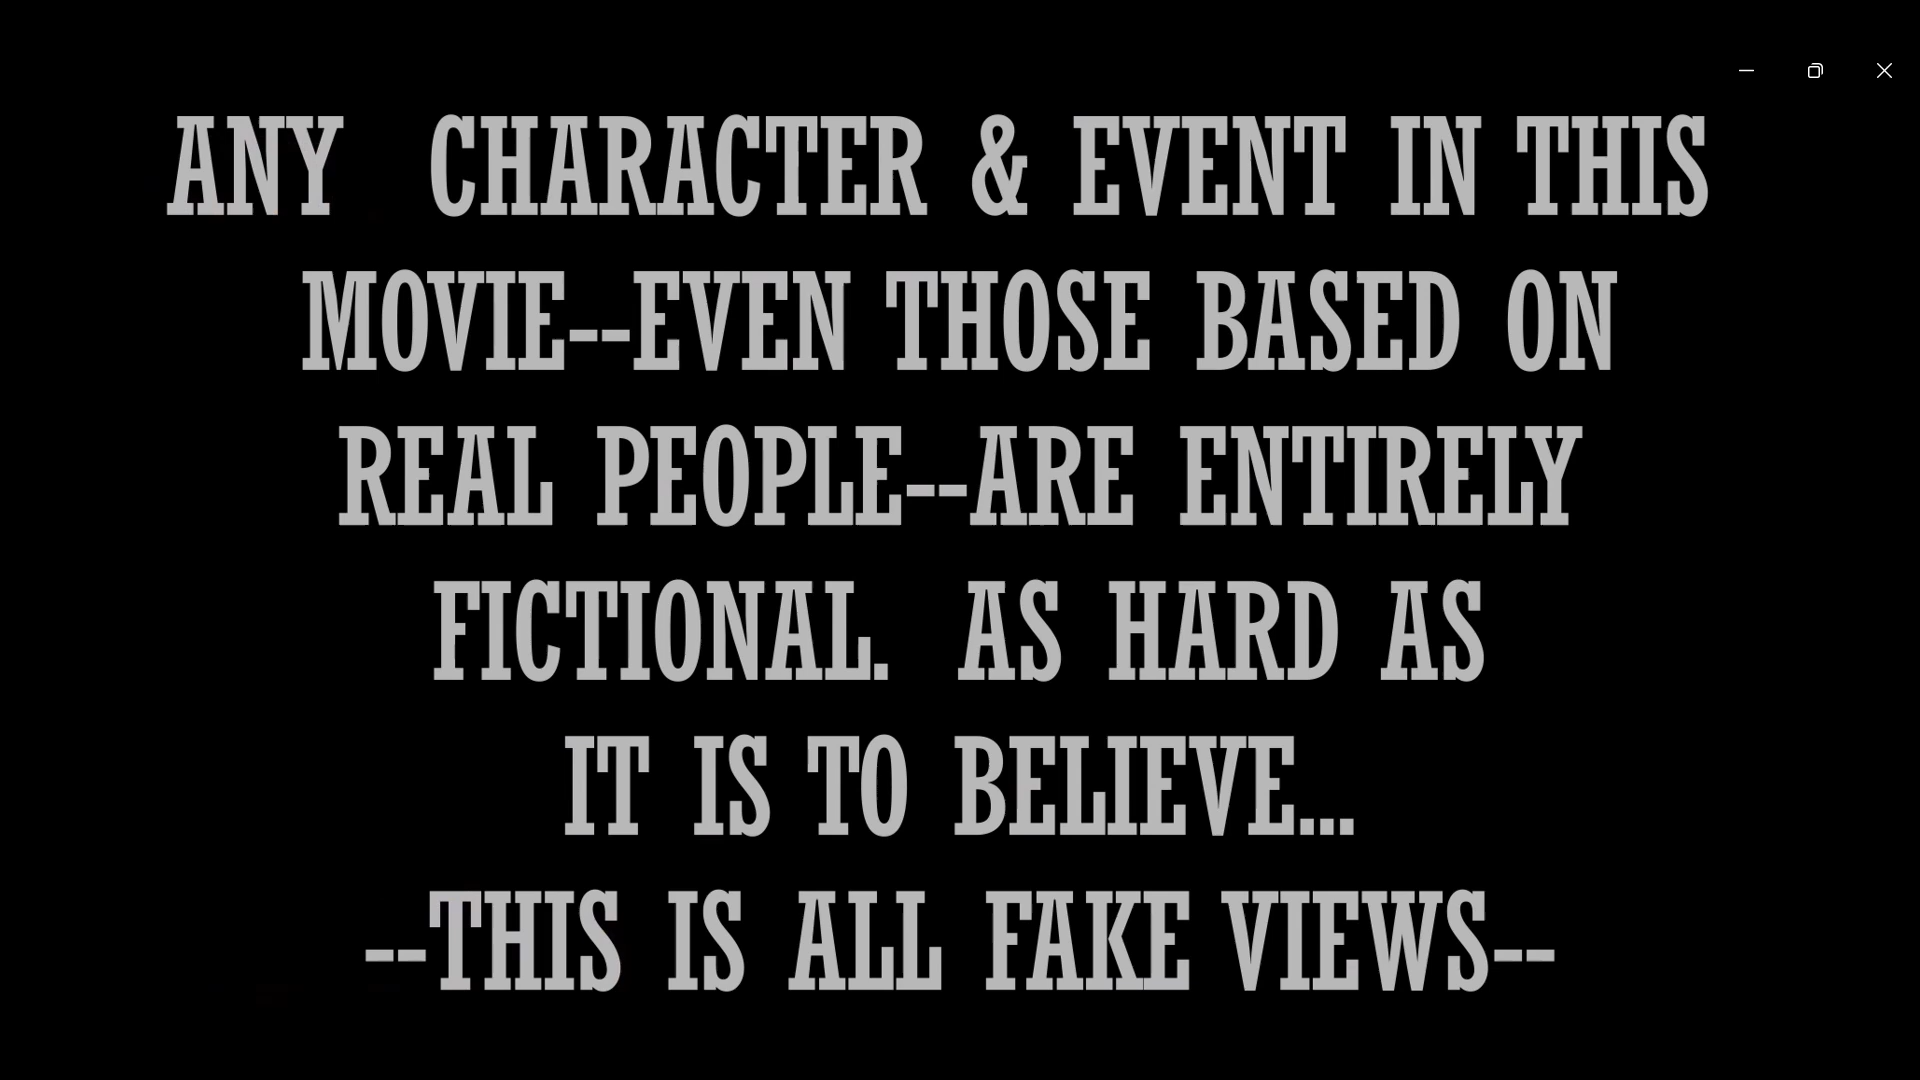 ANY CHARACTER & EVENT IN THIS
MOVIE--EVEN THOSE BASED ON
REAL PEOPLE--ARE ENTIRELY
FICTIONAL. AS HARD AS
IT IS TO BELIEVE...
--THIS IS ALL FAKE VIEWS--